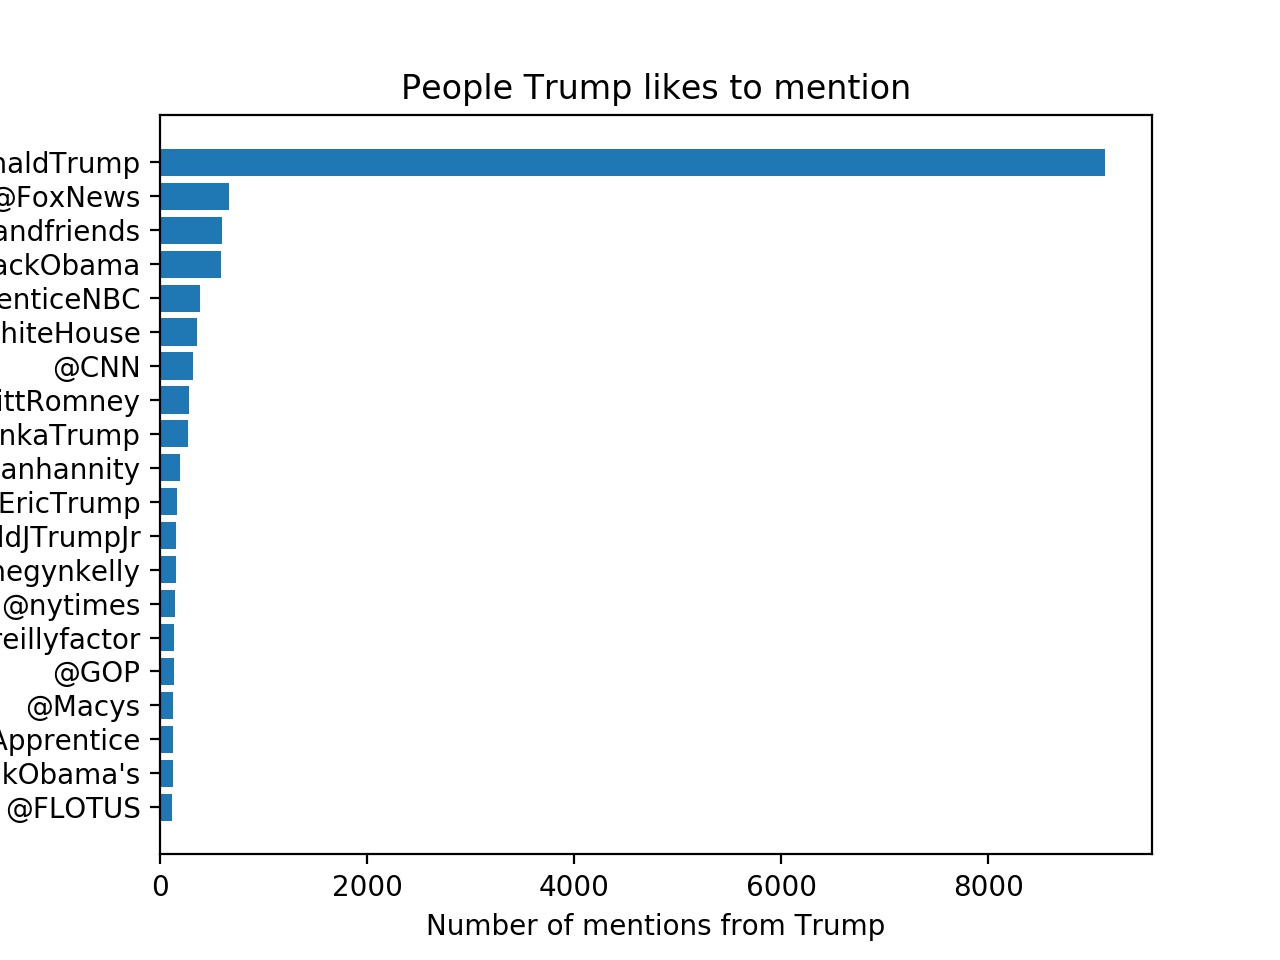 People Trump likes to mention
naldTrump
@FoxNews
andfriends
ackObama
enticeNBC
hiteHouse
@CNN
ittRomney
nkaTrump
anhannity
EricTrump
ldJTrumpJr
negynkelly
@nytimes
reillyfactor
@GOP
@Macys
Apprentice
kObama's
@FLOTUS
0 2000 4000 6000 8000
Number of mentions from Trump